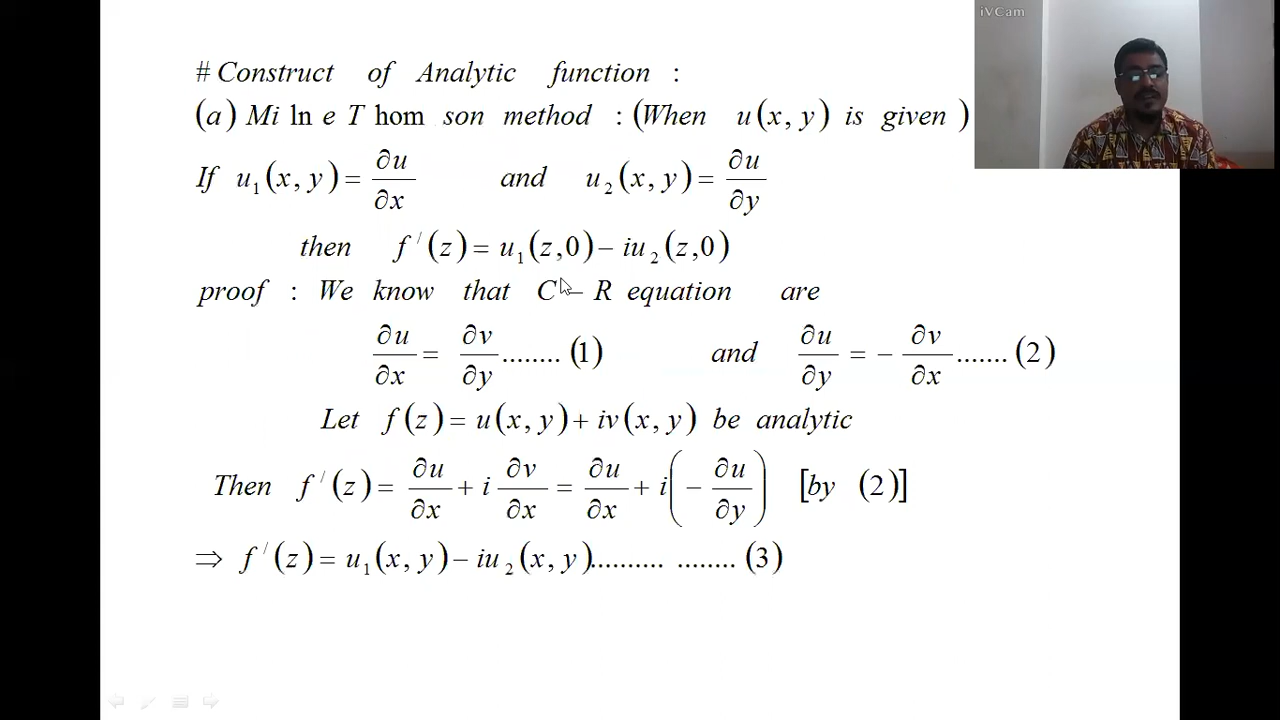 iVCam
# Construct of Analytic function :
(a) Mi ln e T hom son method : (When u(x, y) is given )
If u₁(x, y) = ∂u/∂x and u₂(x, y) = ∂u/∂y
then f ′(z) = u₁(z,0) − iu₂(z,0)
proof : We know that C − R equation are
∂u/∂x = ∂v/∂y ........ (1) and ∂u/∂y = − ∂v/∂x ....... (2)
Let f(z) = u(x, y) + iv(x, y) be analytic
Then f ′(z) = ∂u/∂x + i ∂v/∂x = ∂u/∂x + i(− ∂u/∂y) [by (2)]
⇒ f ′(z) = u₁(x, y) − iu₂(x, y).......... ........ (3)